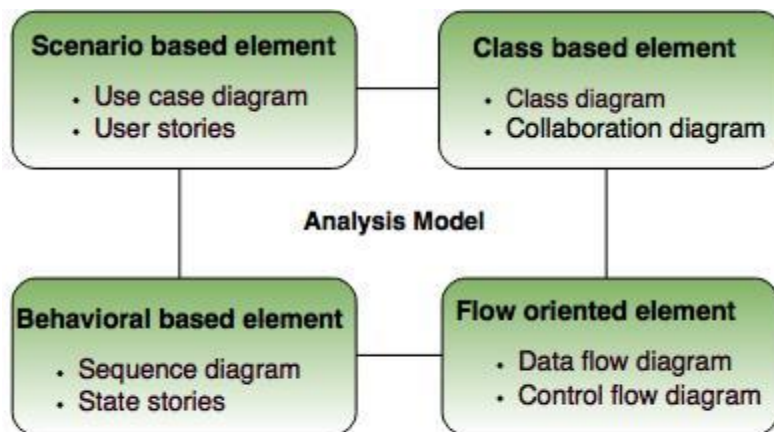 Scenario based element
• Use case diagram
• User stories
Class based element
• Class diagram
• Collaboration diagram
Analysis Model
Behavioral based element
• Sequence diagram
• State stories
Flow oriented element
• Data flow diagram
• Control flow diagram